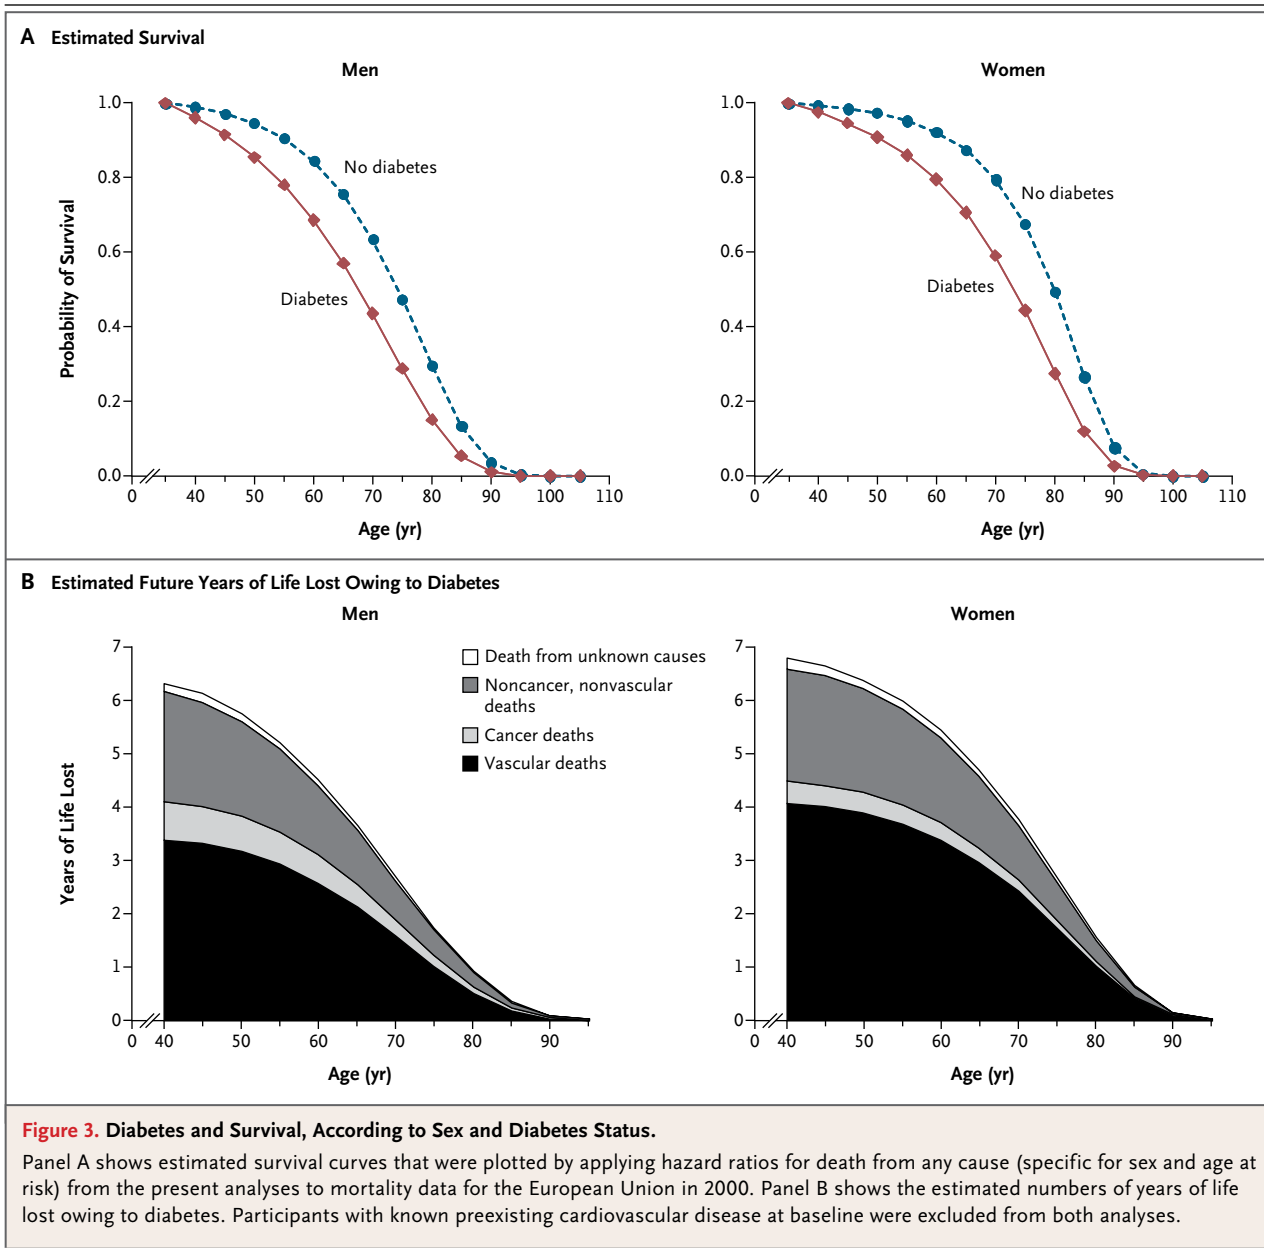 A Estimated Survival
Men
1.0
0.8
0.6
0.4
0.2
0.0
Probability of Survival
No diabetes
Diabetes
0 40 50 60 70 80 90 100 110
Age (yr)
Women
1.0
0.8
0.6
0.4
0.2
0.0
No diabetes
Diabetes
0 40 50 60 70 80 90 100 110
Age (yr)
B Estimated Future Years of Life Lost Owing to Diabetes
Men
7
6
5
4
3
2
1
0
Years of Life Lost
Death from unknown causes
Noncancer, nonvascular
deaths
Cancer deaths
Vascular deaths
0 40 50 60 70 80 90
Age (yr)
Women
7
6
5
4
3
2
1
0
0 40 50 60 70 80 90
Age (yr)
Figure 3. Diabetes and Survival, According to Sex and Diabetes Status.
Panel A shows estimated survival curves that were plotted by applying hazard ratios for death from any cause (specific for sex and age at
risk) from the present analyses to mortality data for the European Union in 2000. Panel B shows the estimated numbers of years of life
lost owing to diabetes. Participants with known preexisting cardiovascular disease at baseline were excluded from both analyses.